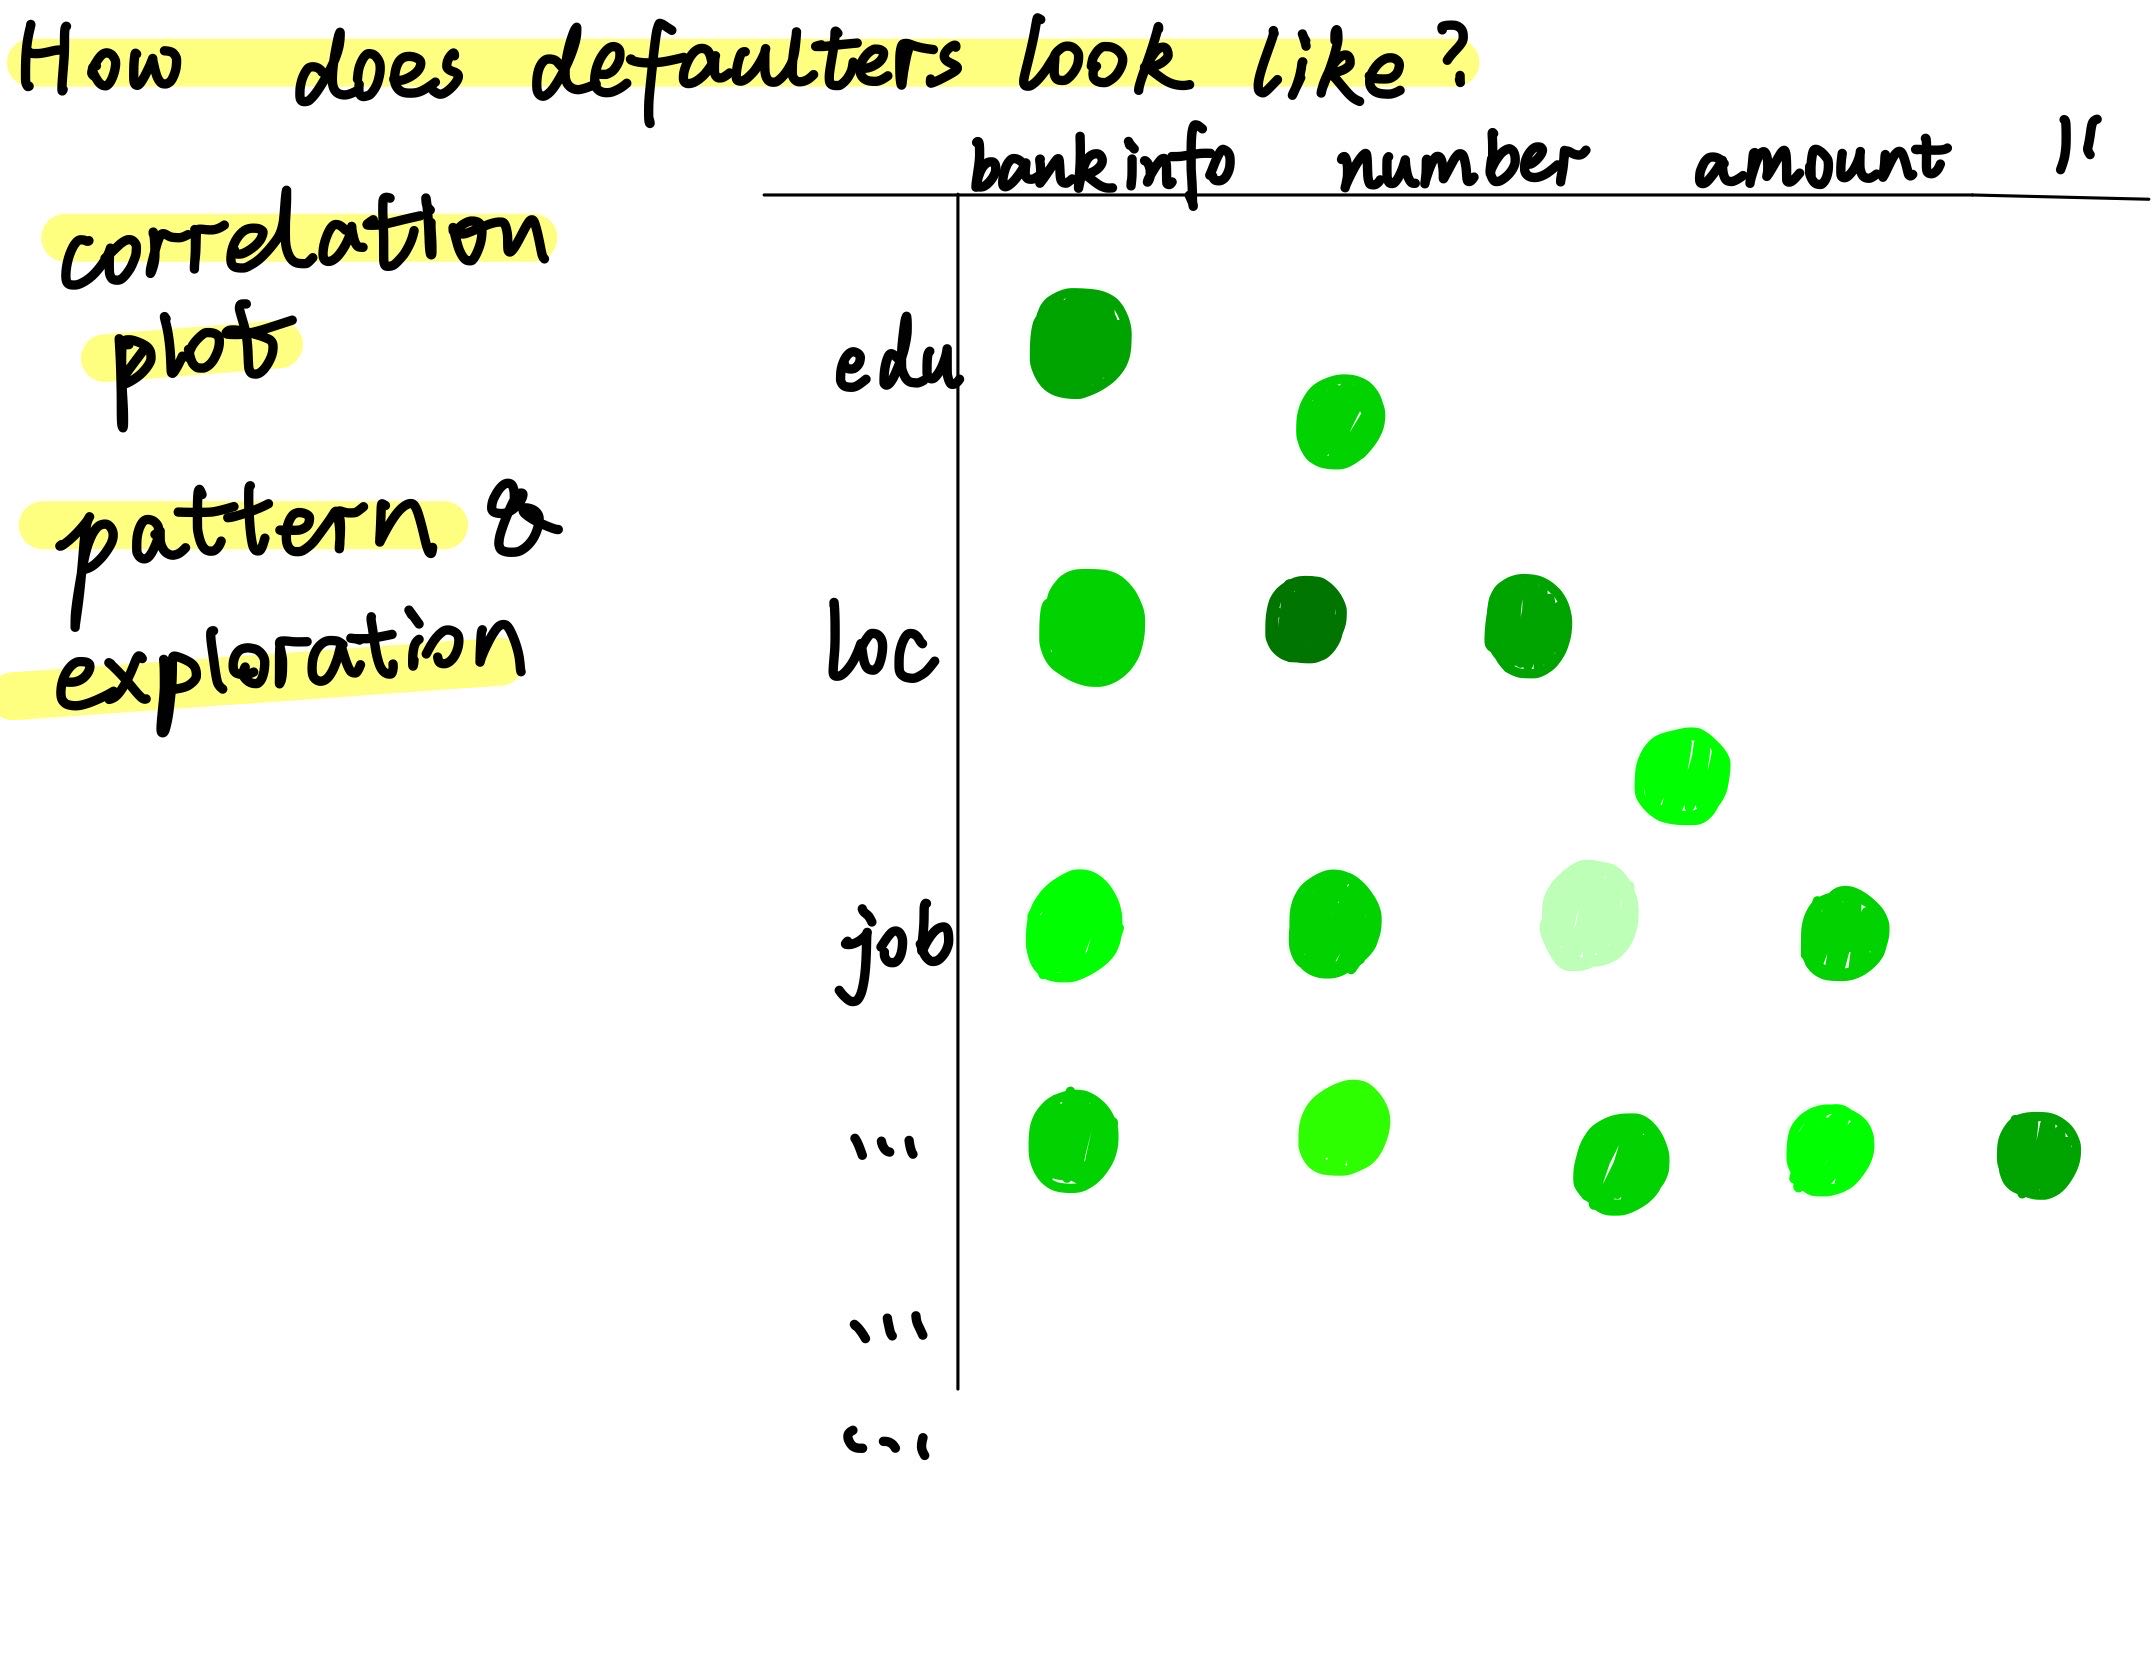 How does defaulters look like?
bankinfo number amount "
correlation
plot
edu
pattern &
exploration
loc
job
...
...
...